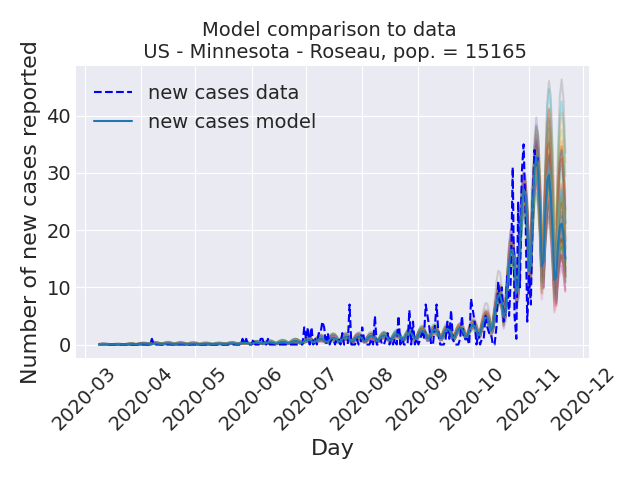 Model comparison to data
US - Minnesota - Roseau, pop. = 15165
Number of new cases reported
new cases data
new cases model
40
30
20
10
0
2020-03
2020-04
2020-05
2020-06
2020-07
2020-08
2020-09
2020-10
2020-11
2020-12
Day